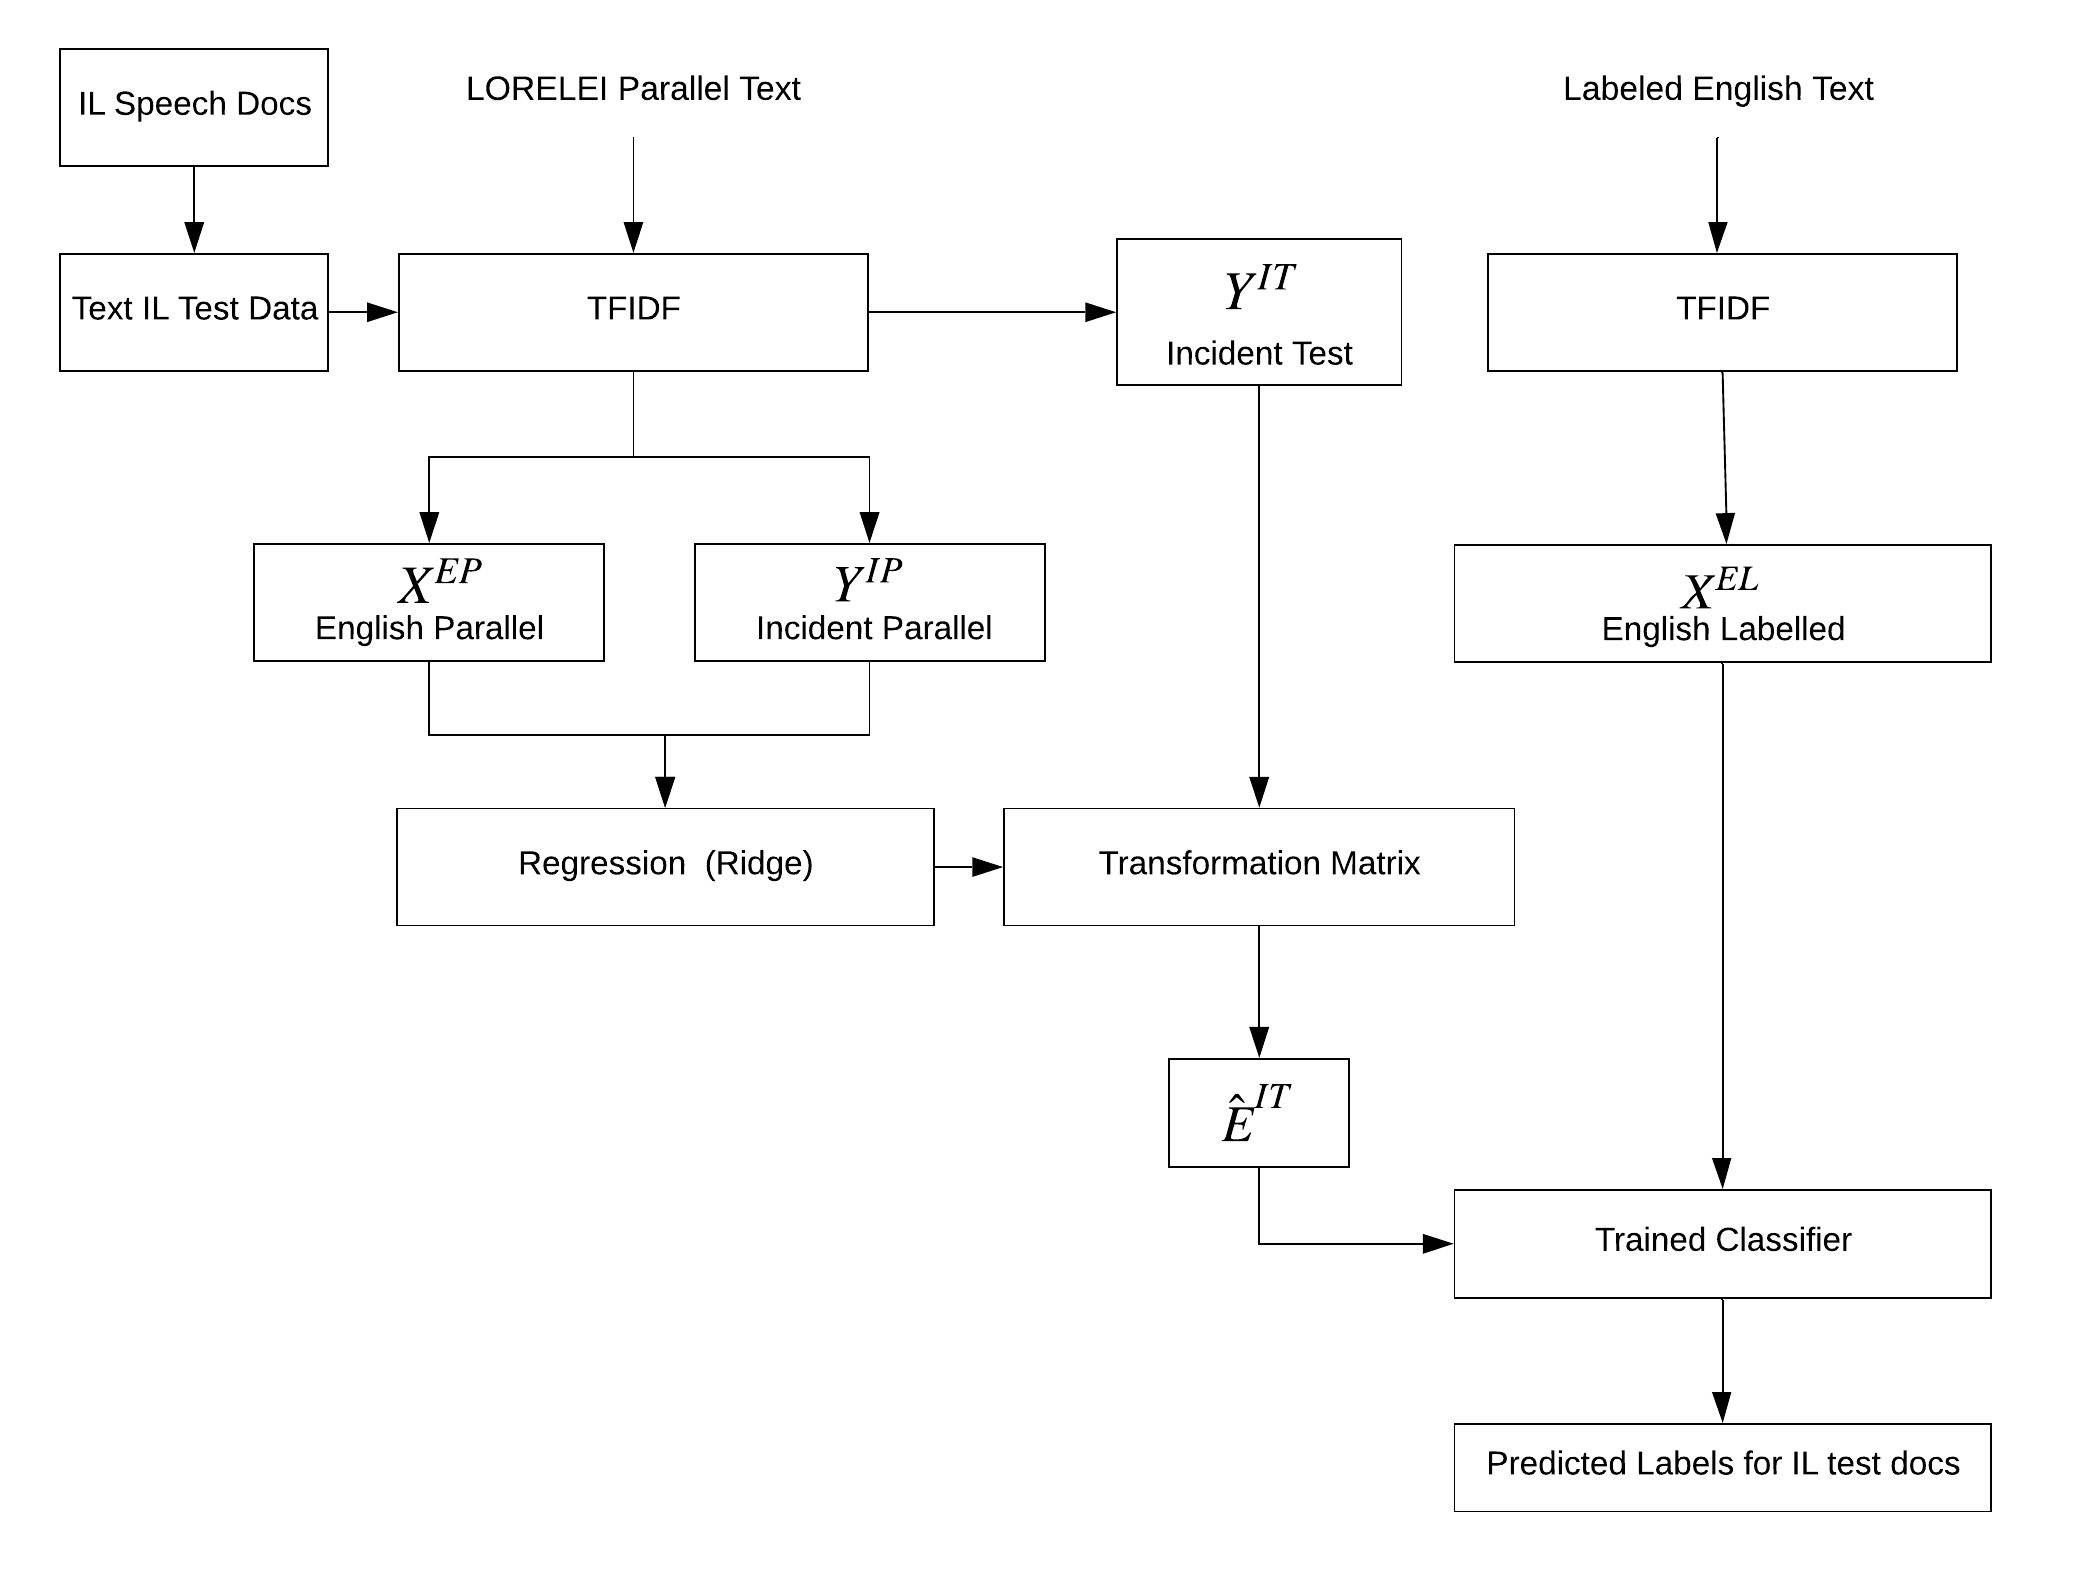 IL Speech Docs
LORELEI Parallel Text
Labeled English Text
Text IL Test Data
TFIDF
Y^{IT}
Incident Test
TFIDF
X^{EP}
English Parallel
Y^{IP}
Incident Parallel
X^{EL}
English Labelled
Regression (Ridge)
Transformation Matrix
Ê^{IT}
Trained Classifier
Predicted Labels for IL test docs